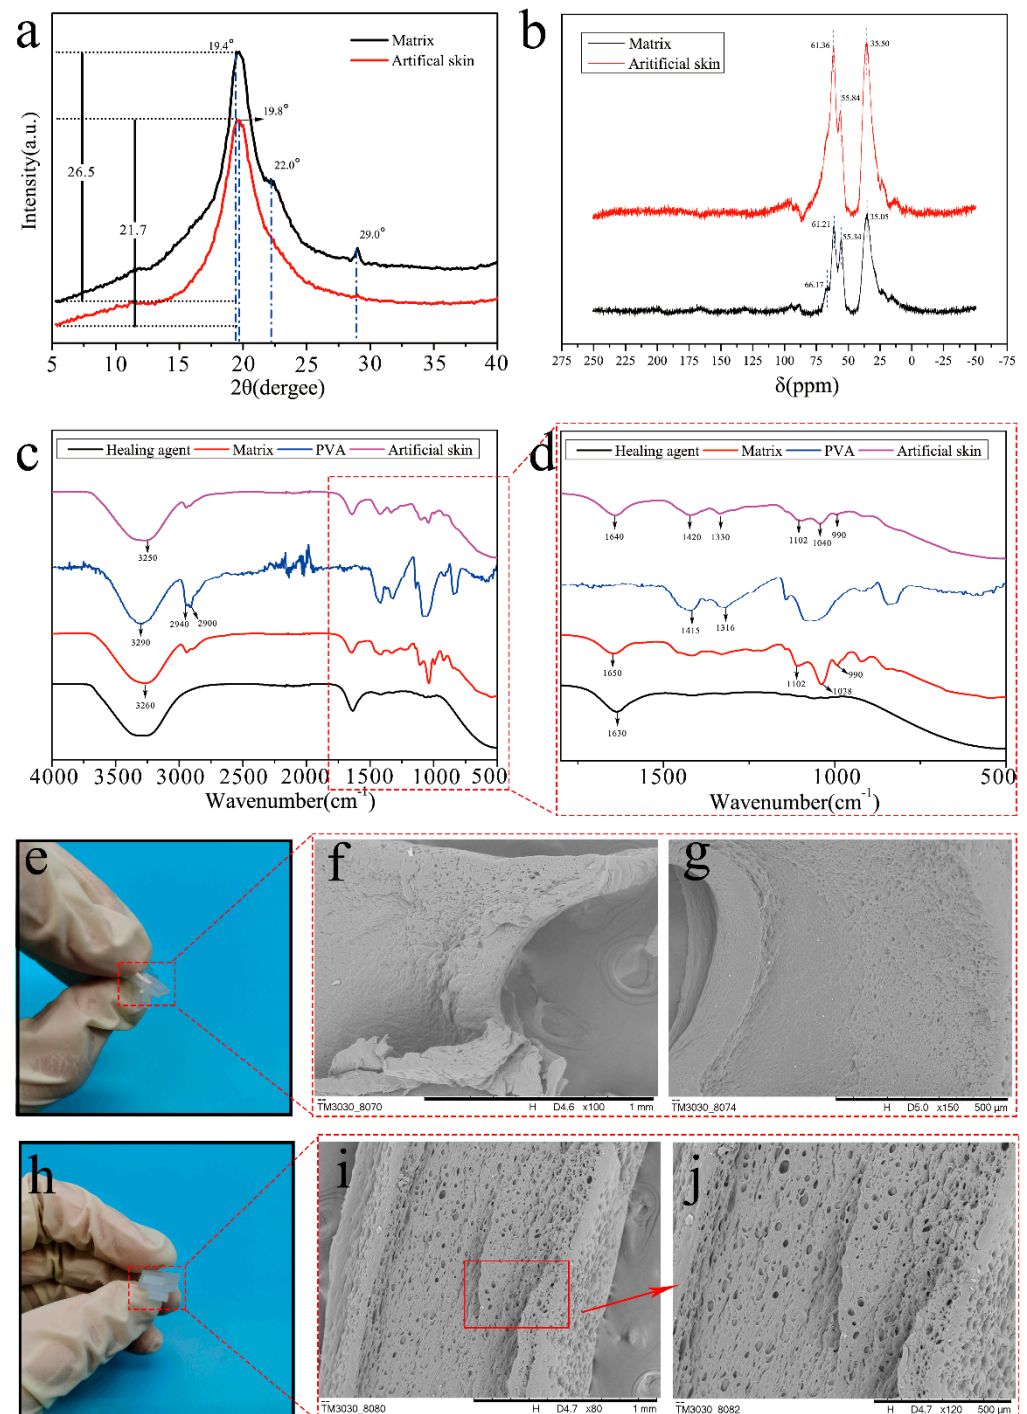 a
19.4°
Matrix
Artifical skin
19.8°
22.0°
29.0°
26.5
21.7
Intensity(a.u.)
5 10 15 20 25 30 35 40
2θ(dergee)
b
Matrix
Aritificial skin
61.36
55.84
35.50
61.21
55.34
35.05
66.17
275 250 225 200 175 150 125 100 75 50 25 0 -25 -50 -75
δ(ppm)
c
Healing agent Matrix PVA Artificial skin
3250
2940
2900
3290
3260
4000 3500 3000 2500 2000 1500 1000 500
Wavenumber(cm⁻¹)
d
Healing agent Matrix PVA Artificial skin
1640
1420
1330
1102
1040
990
1415
1316
1650
1102
1038
990
1630
1500 1000 500
Wavenumber(cm⁻¹)
e
f
TM3030_8070 H D4.6 x100 1 mm
g
TM3030_8074 H D5.0 x150 500 µm
h
i
TM3030_8080 H D4.7 x80 1 mm
j
TM3030_8082 H D4.7 x120 500 µm